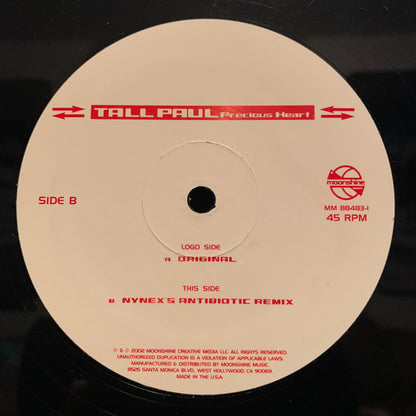 TALL PAUL Precious Heart
moonshine
SIDE B
MM 88483-1
45 RPM
LOGO SIDE
A ORIGINAL
THIS SIDE
B NYNEX'S ANTIBIOTIC REMIX
℗ & © 2002 MOONSHINE CREATIVE MEDIA LLC. ALL RIGHTS RESERVED.
UNAUTHORIZED DUPLICATION IS A VIOLATION OF APPLICABLE LAWS.
MANUFACTURED & DISTRIBUTED BY MOONSHINE MUSIC
8525 SANTA MONICA BLVD. WEST HOLLYWOOD, CA 90069.
MADE IN THE U.S.A.